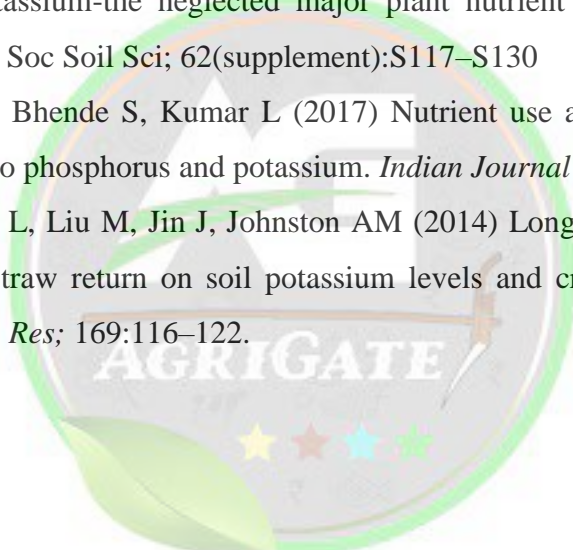 tassium-the neglected major plant nutrient
Soc Soil Sci; 62(supplement):S117–S130
Bhende S, Kumar L (2017) Nutrient use a
o phosphorus and potassium. Indian Journal
L, Liu M, Jin J, Johnston AM (2014) Long
traw return on soil potassium levels and cr
Res; 169:116–122.
AGRIGATE